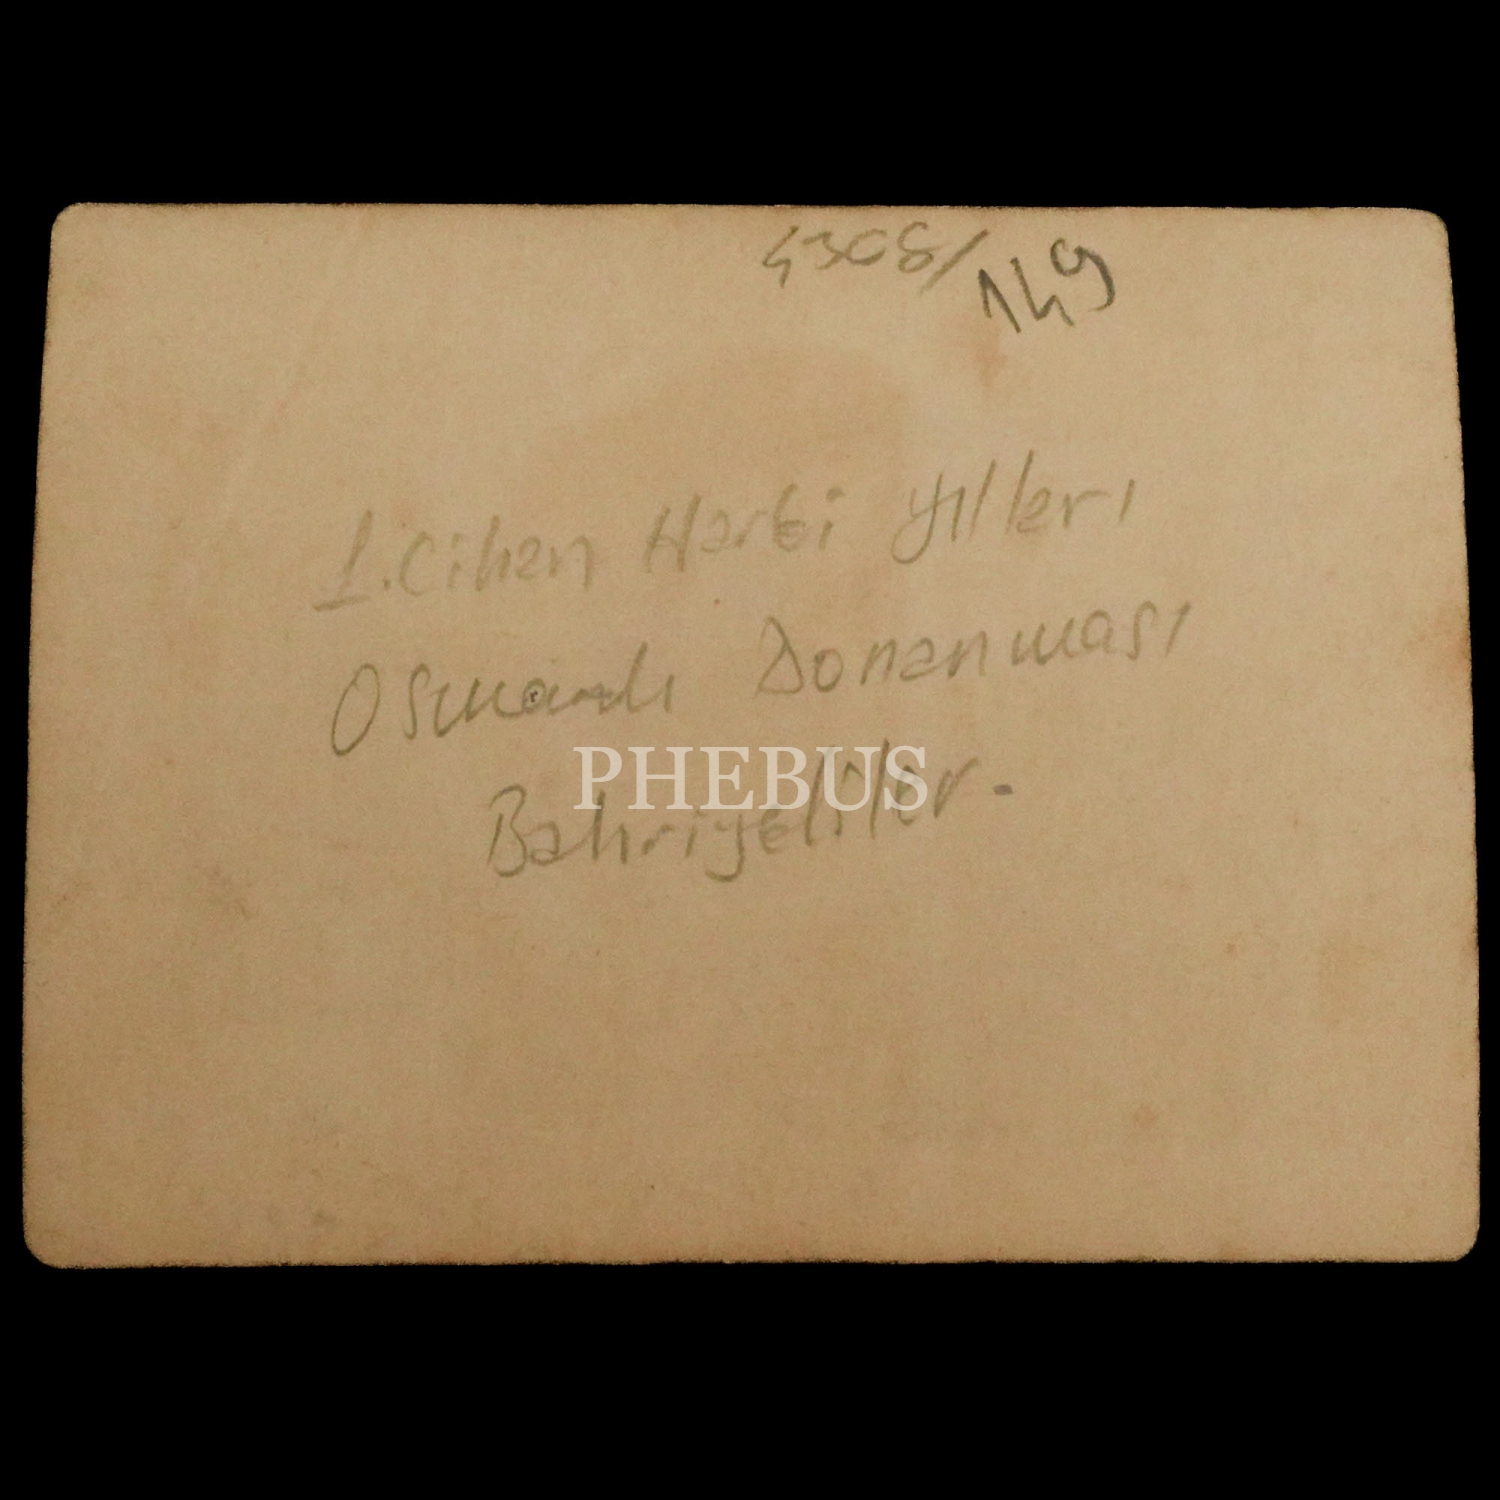 4308/
149
1. Cihan Harbi yılları
Osmanlı Donanması
PHEBUS
Bahriyeliler.